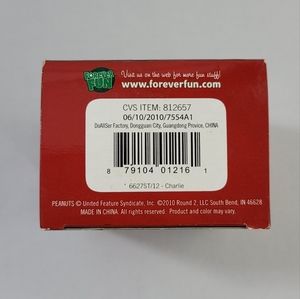 FOREVER
FUN
Visit us on the web for more fun stuff!
www.foreverfun.com
CVS ITEM: 812657
06/10/2010/7554A1
DoAllSer Factory, Dongguan City, Guangdong Provice, CHINA
8 79104 01216 1
66275T/12 - Charlie
PEANUTS © United Feature Syndicate, Inc. ©2010 Round 2, LLC South Bend, IN 46628
MADE IN CHINA. All rights reserved. Product and color may vary.